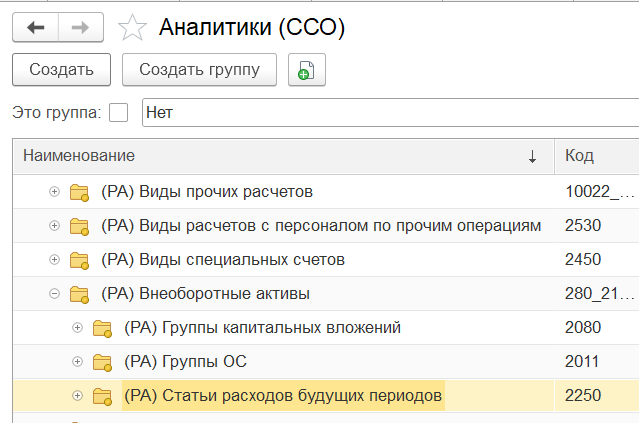 Аналитики (ССО)
Создать Создать группу
Это группа: Нет
Наименование ↓ Код
(РА) Виды прочих расчетов 10022_...
(РА) Виды расчетов с персоналом по прочим операциям 2530
(РА) Виды специальных счетов 2450
(РА) Внеоборотные активы 280_21...
(РА) Группы капитальных вложений 2080
(РА) Группы ОС 2011
(РА) Статьи расходов будущих периодов 2250